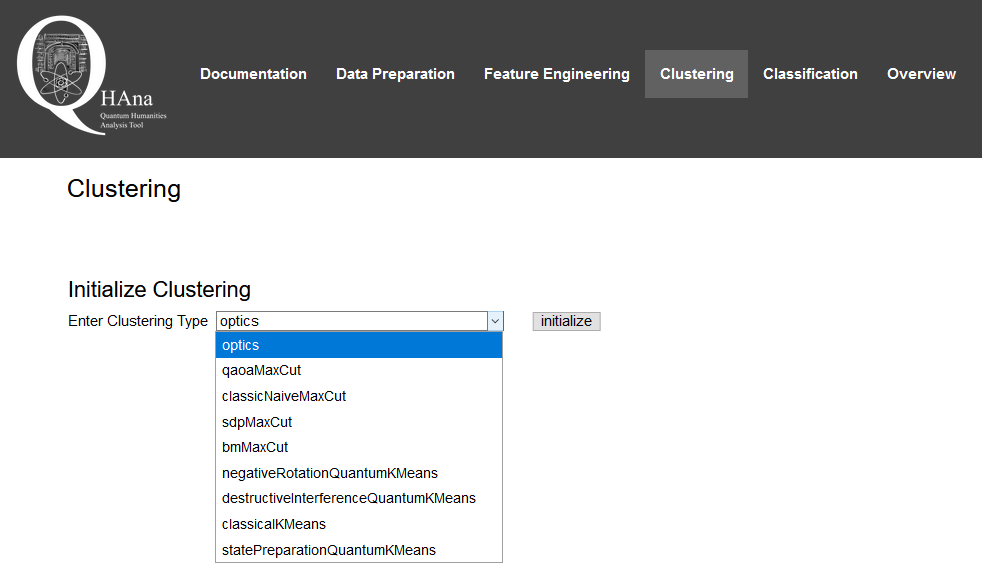 Q
HAna
Quantum Humanities
Analysis Tool
Documentation Data Preparation Feature Engineering Clustering Classification Overview
Clustering
Initialize Clustering
Enter Clustering Type optics initialize
optics
qaoaMaxCut
classicNaiveMaxCut
sdpMaxCut
bmMaxCut
negativeRotationQuantumKMeans
destructiveInterferenceQuantumKMeans
classicalKMeans
statePreparationQuantumKMeans